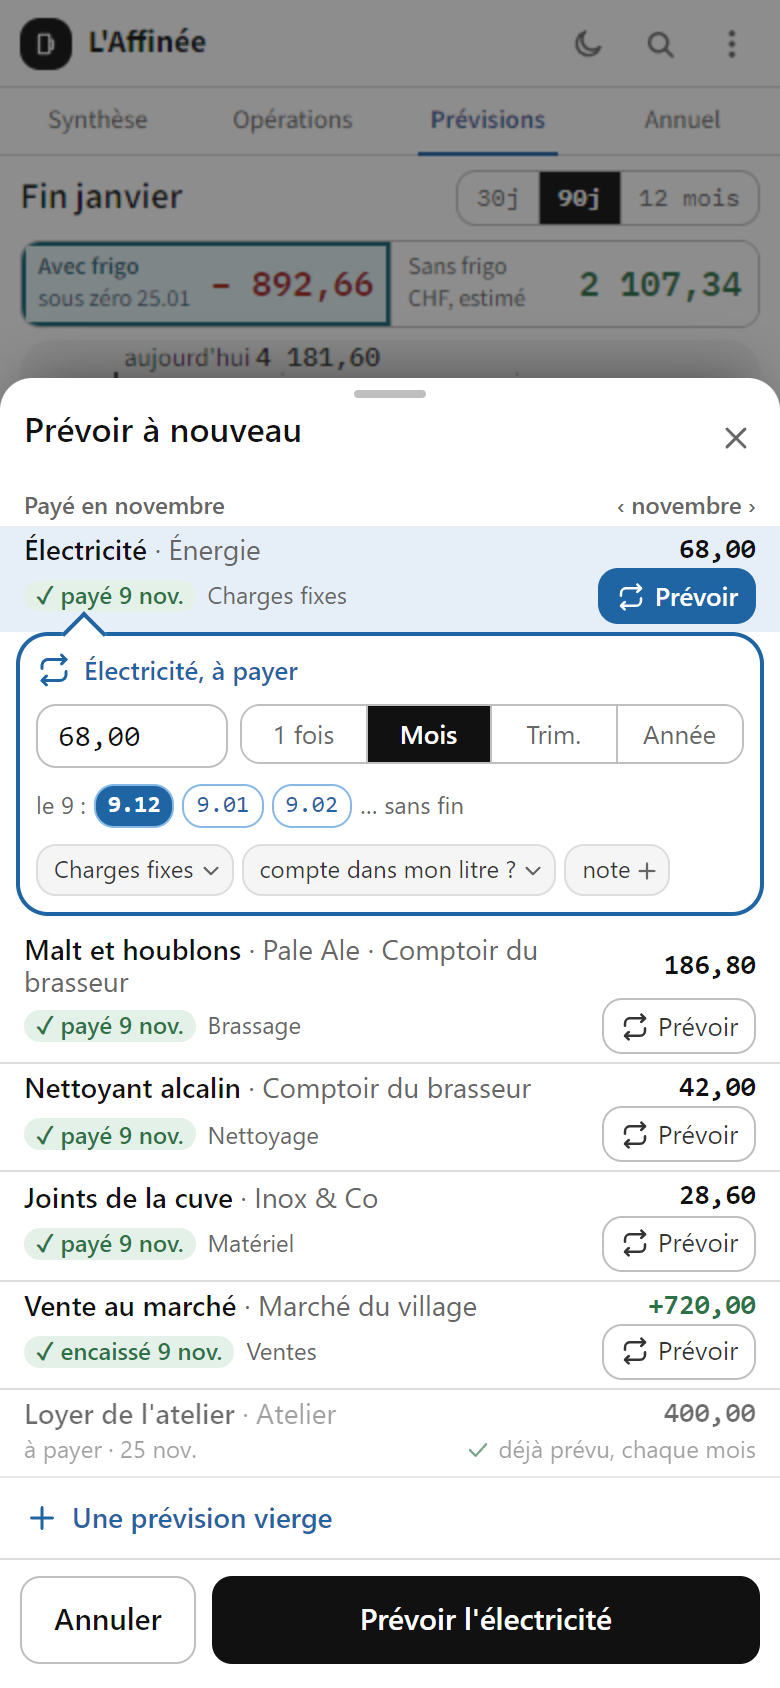 L'Affinée
Synthèse Opérations Prévisions Annuel
Fin janvier 30j 90j 12 mois
Avec frigo
sous zéro 25.01 − 892,66
Sans frigo
CHF, estimé 2 107,34
aujourd'hui 4 181,60
Prévoir à nouveau
Payé en novembre ‹ novembre ›
Électricité · Énergie 68,00
✓ payé 9 nov. Charges fixes Prévoir
Électricité, à payer
68,00 1 fois Mois Trim. Année
le 9 : 9.12 9.01 9.02 ... sans fin
Charges fixes compte dans mon litre ? note +
Malt et houblons · Pale Ale · Comptoir du
brasseur 186,80
✓ payé 9 nov. Brassage Prévoir
Nettoyant alcalin · Comptoir du brasseur 42,00
✓ payé 9 nov. Nettoyage Prévoir
Joints de la cuve · Inox & Co 28,60
✓ payé 9 nov. Matériel Prévoir
Vente au marché · Marché du village +720,00
✓ encaissé 9 nov. Ventes Prévoir
Loyer de l'atelier · Atelier 400,00
à payer · 25 nov. ✓ déjà prévu, chaque mois
+ Une prévision vierge
Annuler Prévoir l'électricité